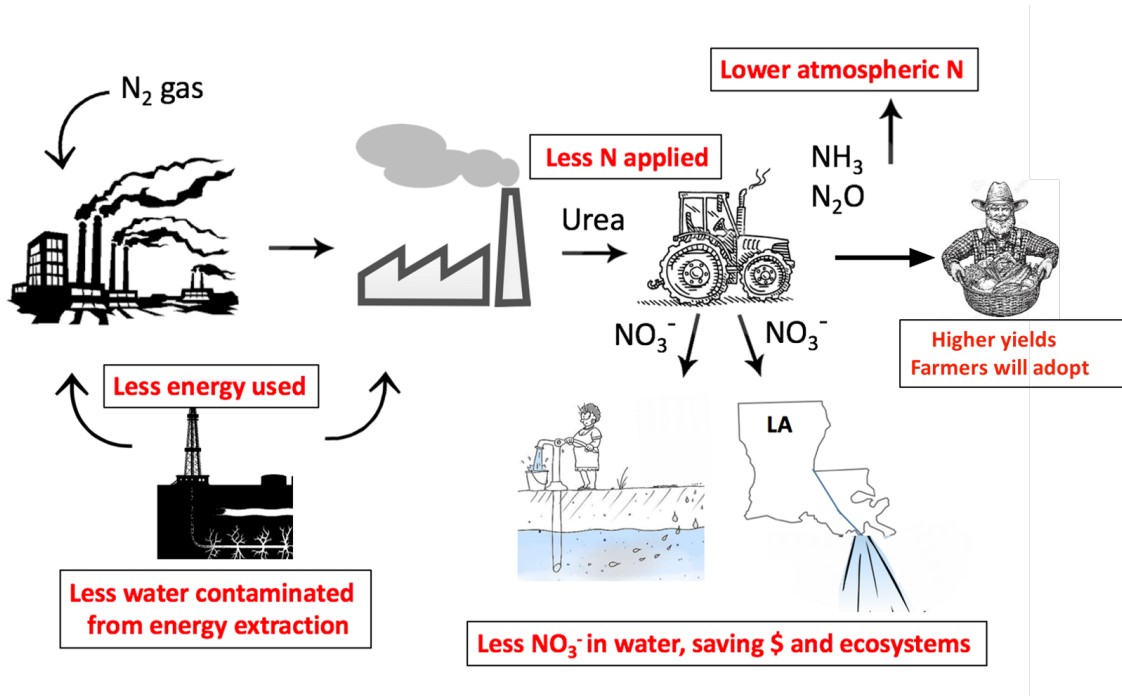 N₂ gas
Lower atmospheric N
Less N applied
NH₃
N₂O
Urea
NO₃⁻
NO₃⁻
Higher yields
Farmers will adopt
Less energy used
LA
Less water contaminated
from energy extraction
Less NO₃⁻ in water, saving $ and ecosystems